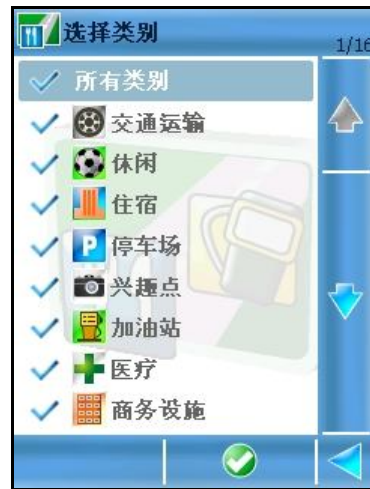 选择类别
1/16
所有类别
交通运输
休闲
住宿
P 停车场
兴趣点
加油站
医疗
商务设施